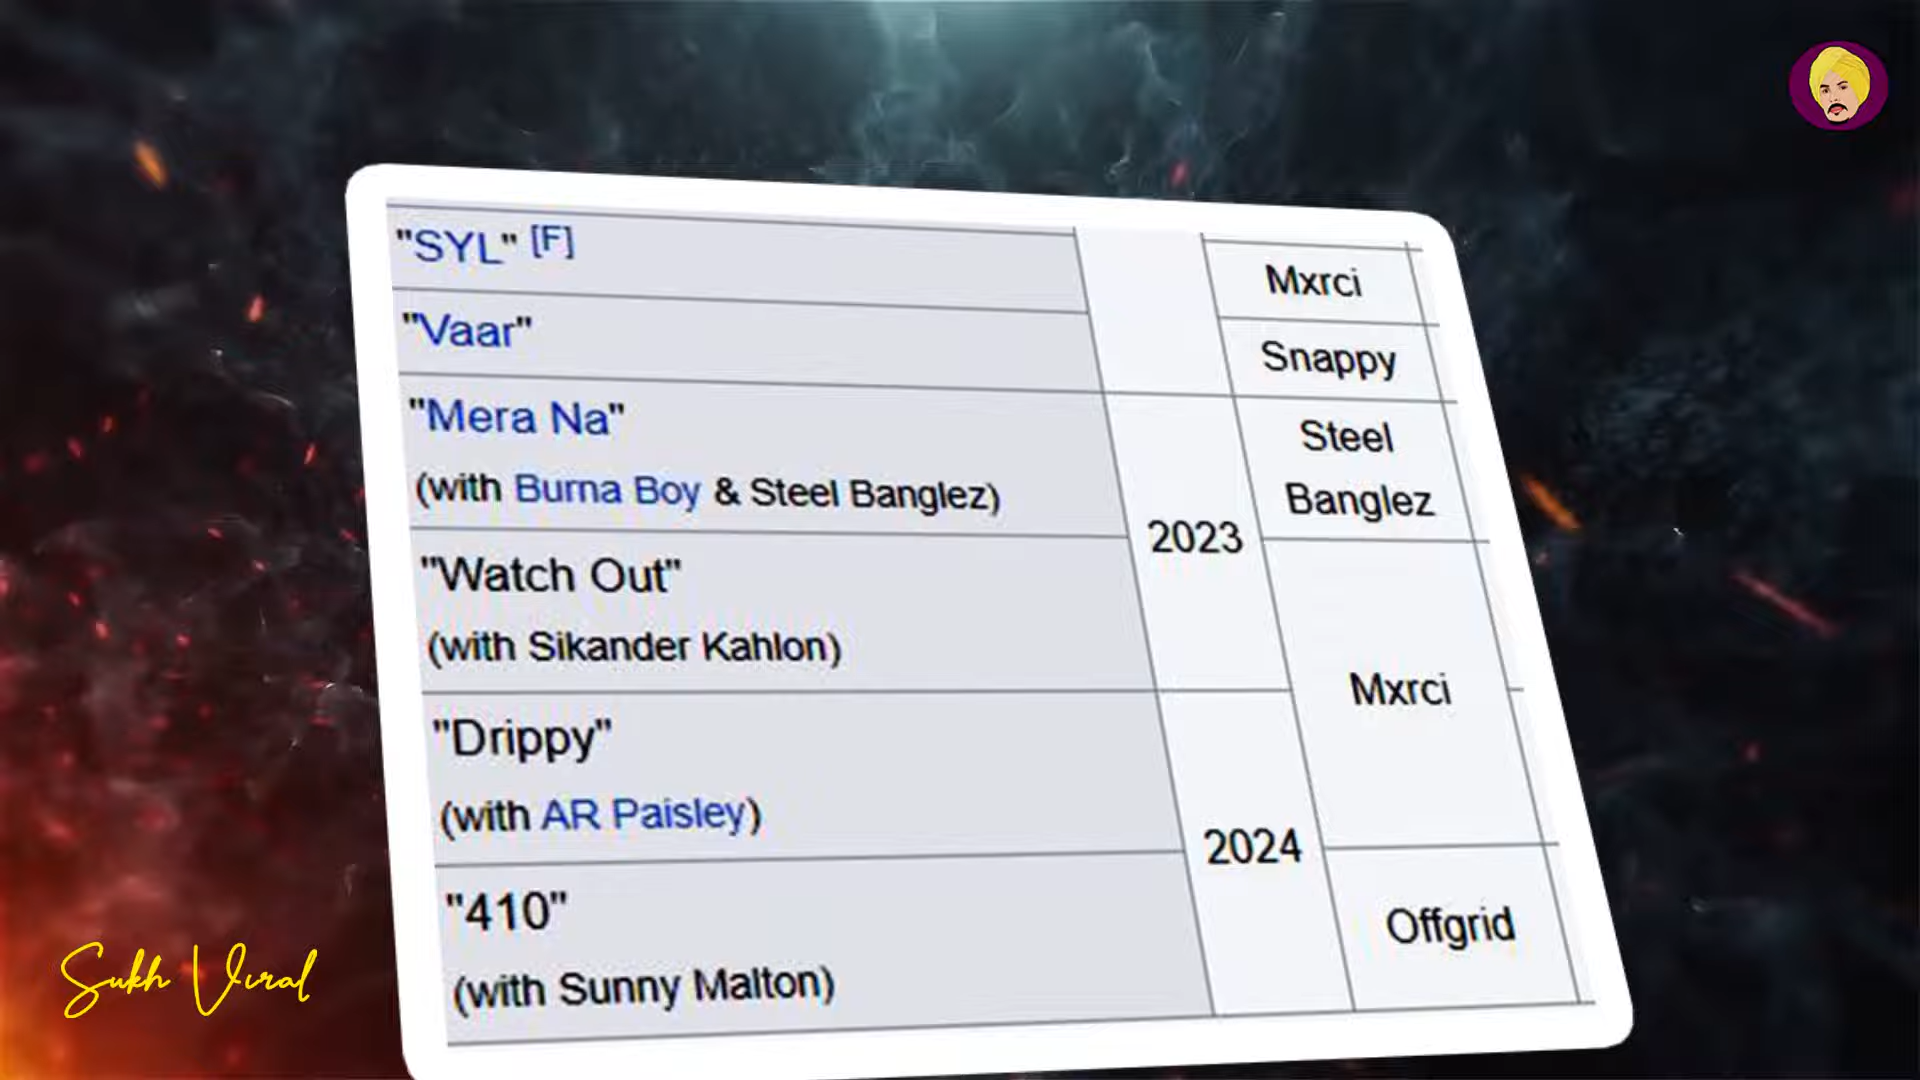 "SYL" [F]
Mxrci
"Vaar"
Snappy
"Mera Na"
(with Burna Boy & Steel Banglez)
2023
Steel
Banglez
"Watch Out"
(with Sikander Kahlon)
Mxrci
"Drippy"
(with AR Paisley)
2024
"410"
(with Sunny Malton)
Offgrid
Sukh Viral